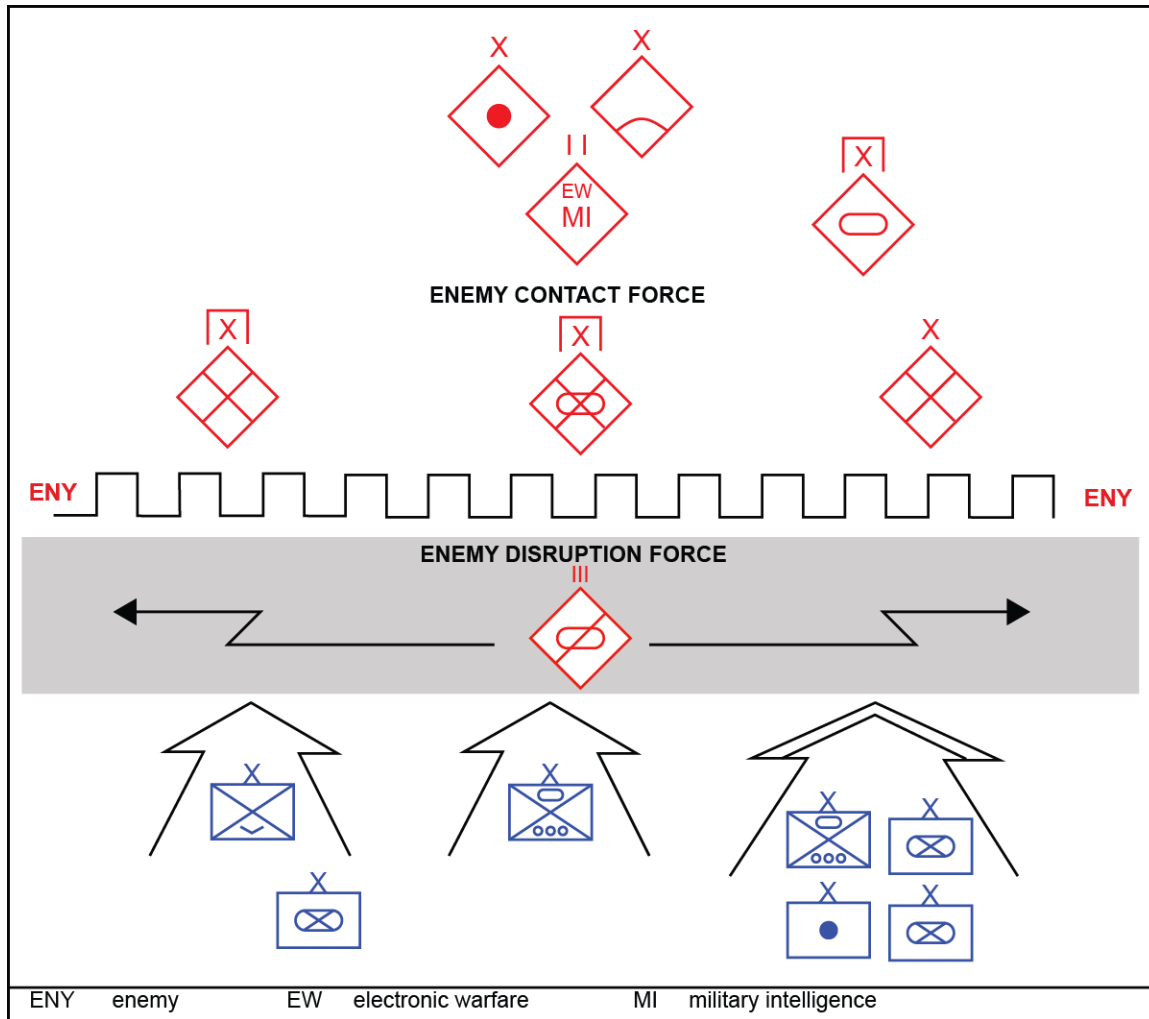 X X
II
EW
MI
X
ENEMY CONTACT FORCE
X X X
ENY ENY
ENEMY DISRUPTION FORCE
III
X X X X
X X X
ENY enemy EW electronic warfare MI military intelligence